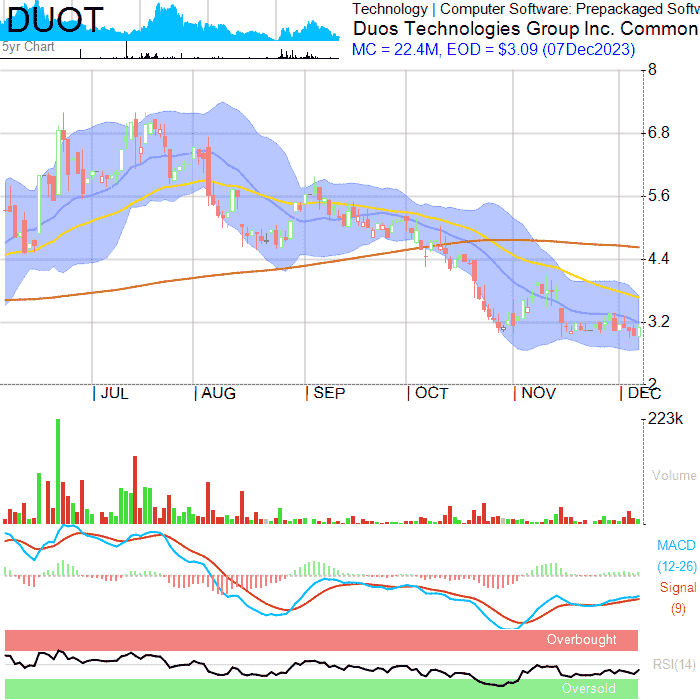 DUOT
Technology | Computer Software: Prepackaged Softw
Duos Technologies Group Inc. Common
5yr Chart
MC = 22.4M, EOD = $3.09 (07Dec2023)
8
6.8
5.6
4.4
3.2
2
| JUL | AUG | SEP | OCT | NOV | DEC
223k
Volume
MACD
(12-26)
Signal
(9)
Overbought
RSI(14)
Oversold